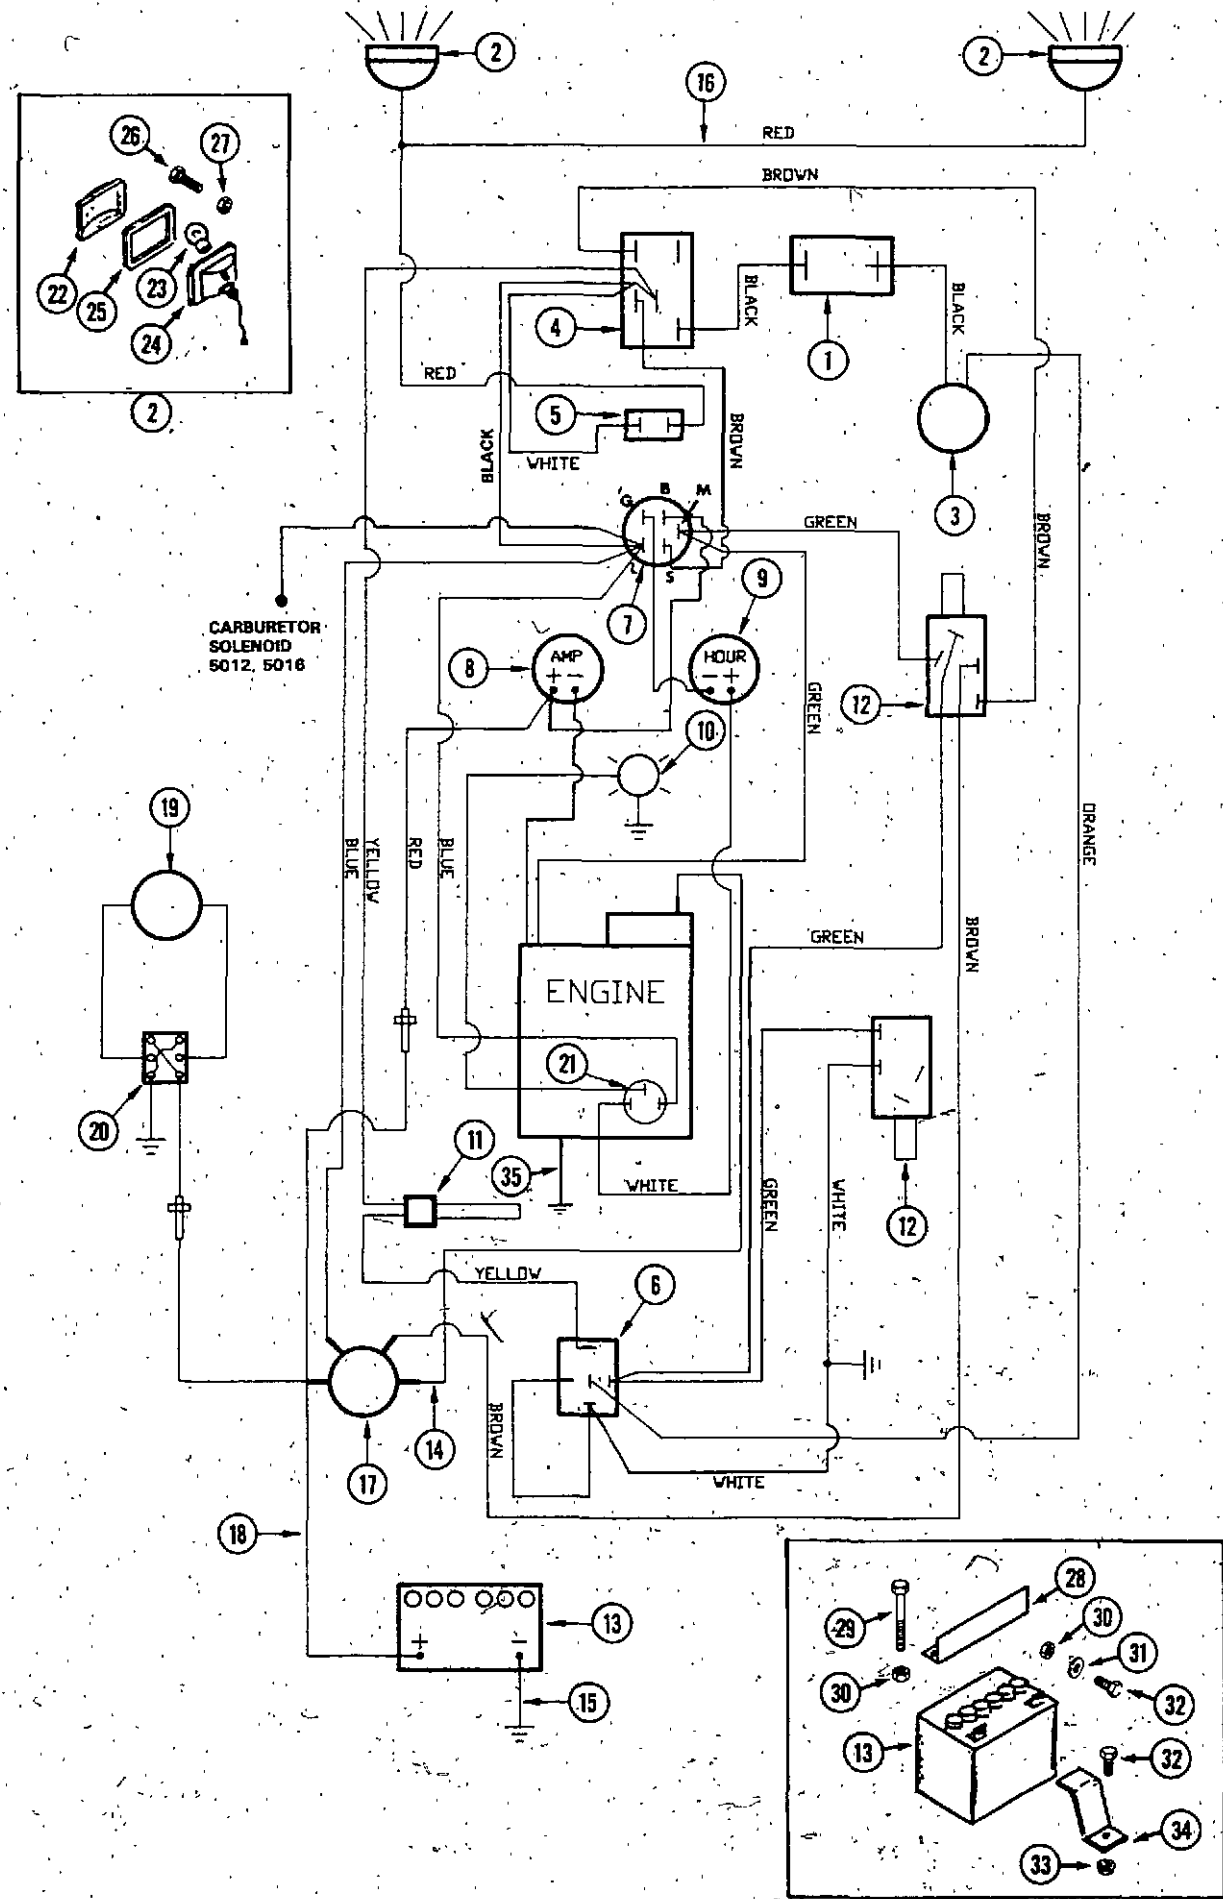 2
2
16
RED
26
27
BROWN
22
25
23
24
4
BLACK
1
BLACK
2
RED
5
WHITE
BLACK
BROWN
3
G
B
M
GREEN
BROWN
L
S
7
9
CARBURETOR
SOLENOID
5012, 5016
8
AMP
+ −
HOUR
− +
GREEN
12
10
19
BLUE
YELLOW
RED
BLUE
ORANGE
GREEN
BROWN
ENGINE
21
20
11
35
WHITE
GREEN
WHITE
12
YELLOW
6
17
14
BROWN
WHITE
18
13
+ −
15
29
28
30
31
30
32
13
32
34
33